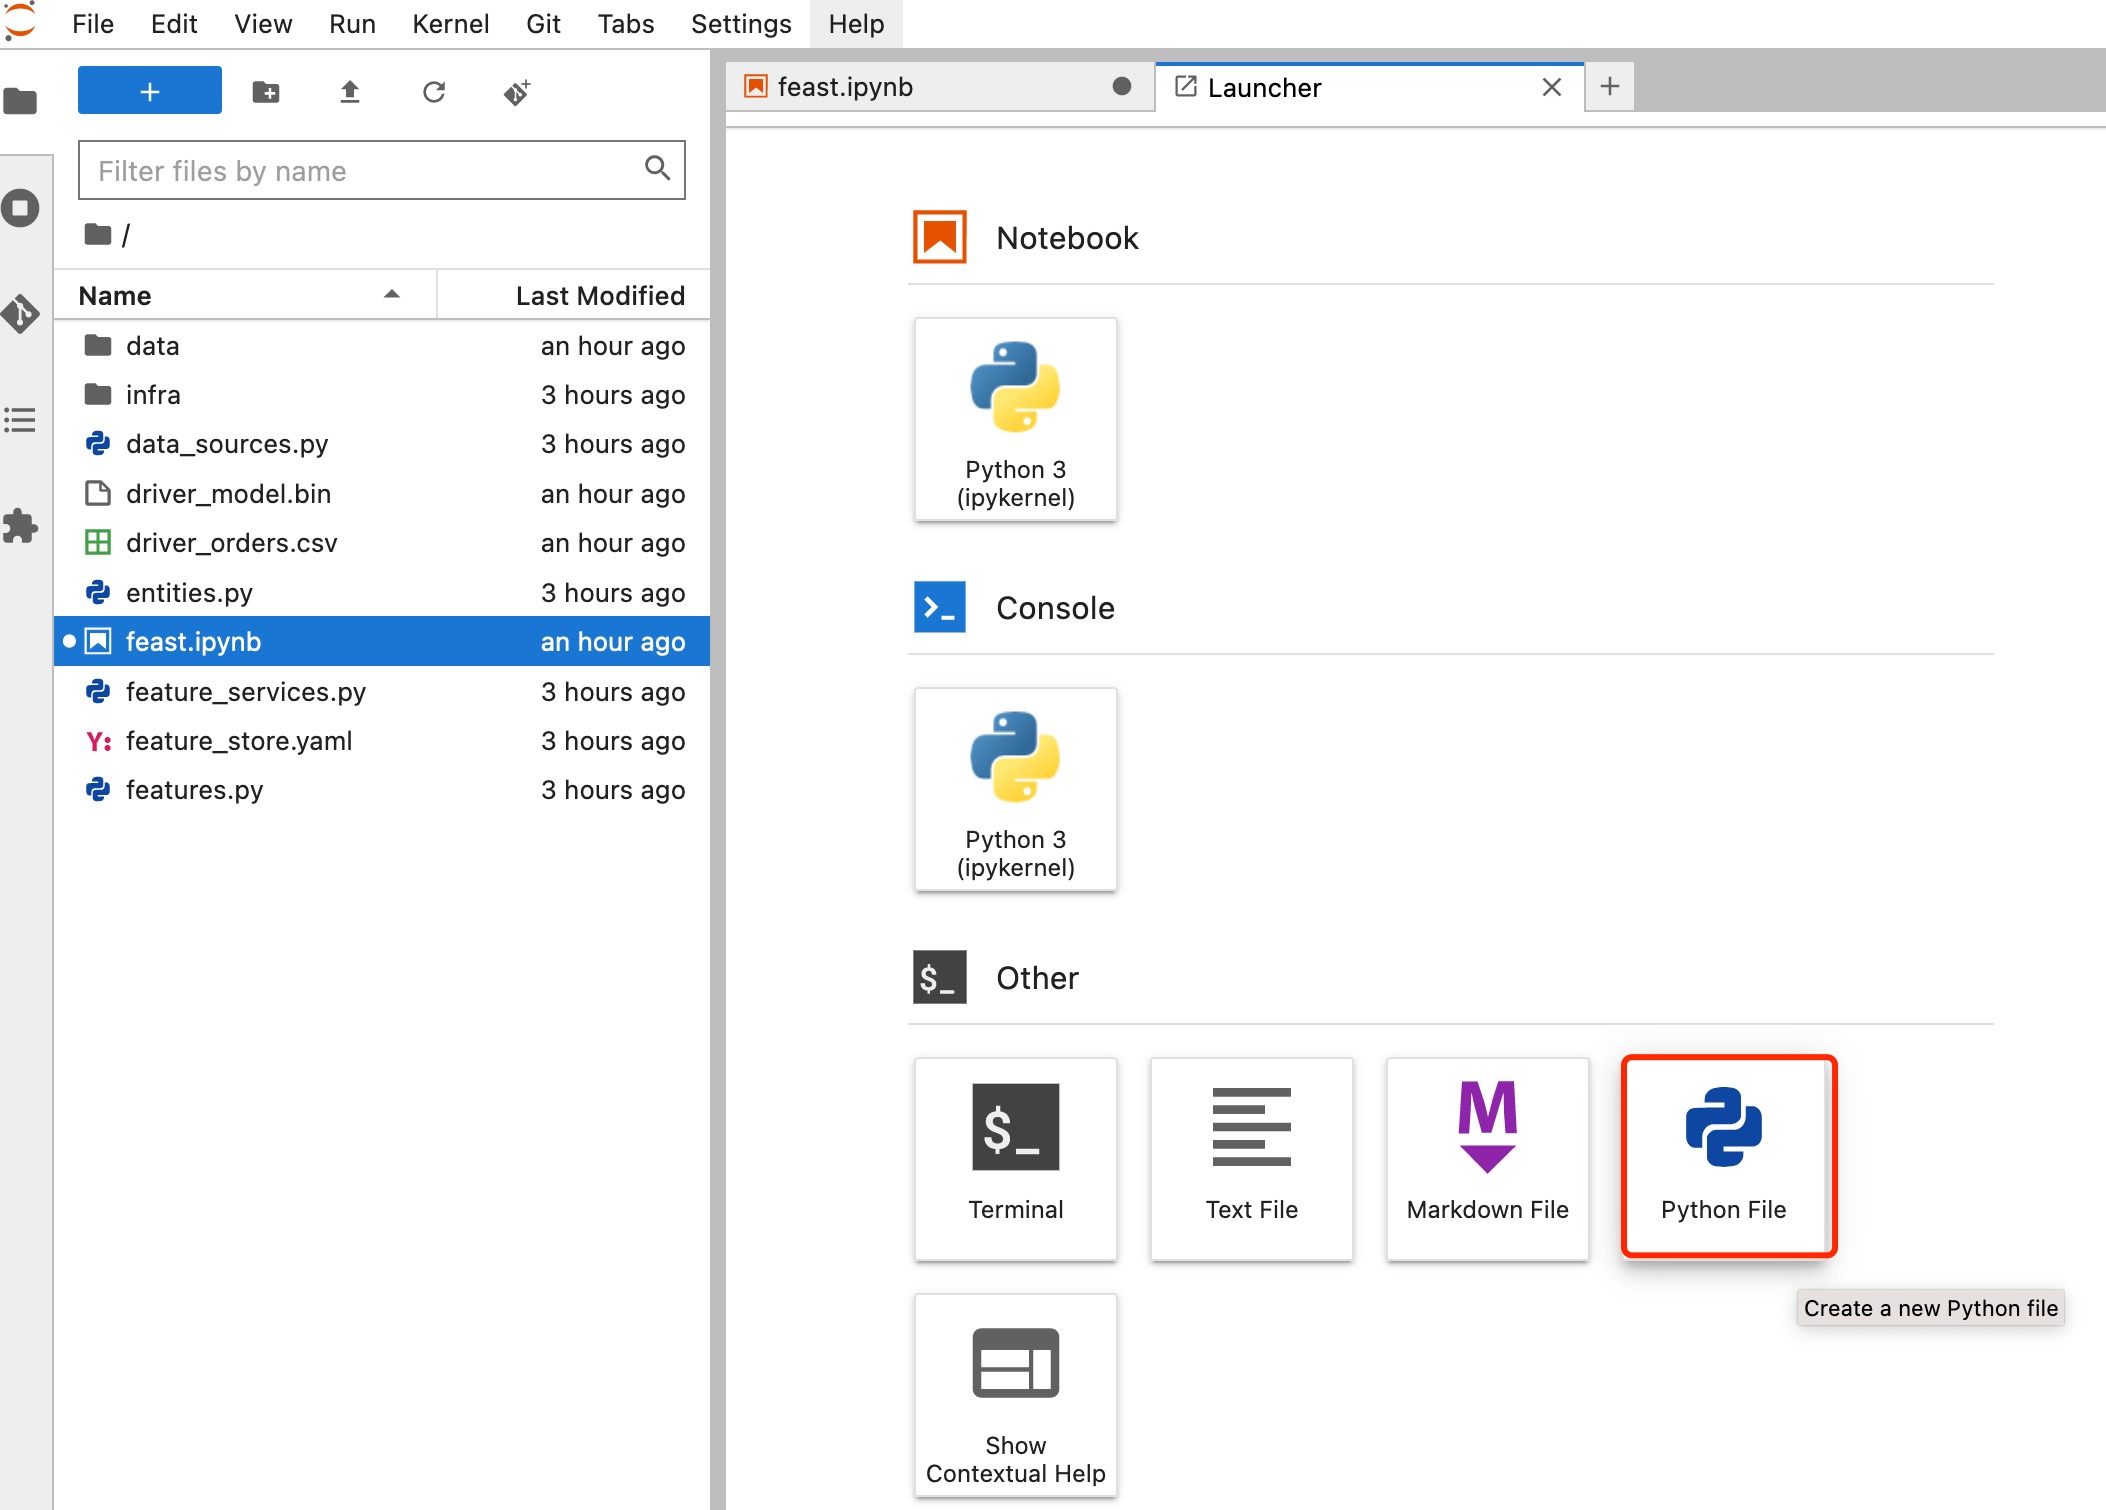 File Edit View Run Kernel Git Tabs Settings Help
feast.ipynb Launcher
Filter files by name
/
Name Last Modified
data an hour ago
infra 3 hours ago
data_sources.py 3 hours ago
driver_model.bin an hour ago
driver_orders.csv an hour ago
entities.py 3 hours ago
feast.ipynb an hour ago
feature_services.py 3 hours ago
Y: feature_store.yaml 3 hours ago
features.py 3 hours ago
Notebook
Python 3
(ipykernel)
Console
Python 3
(ipykernel)
$_ Other
$_
Terminal
Text File
M
Markdown File
Python File
Create a new Python file
Show
Contextual Help